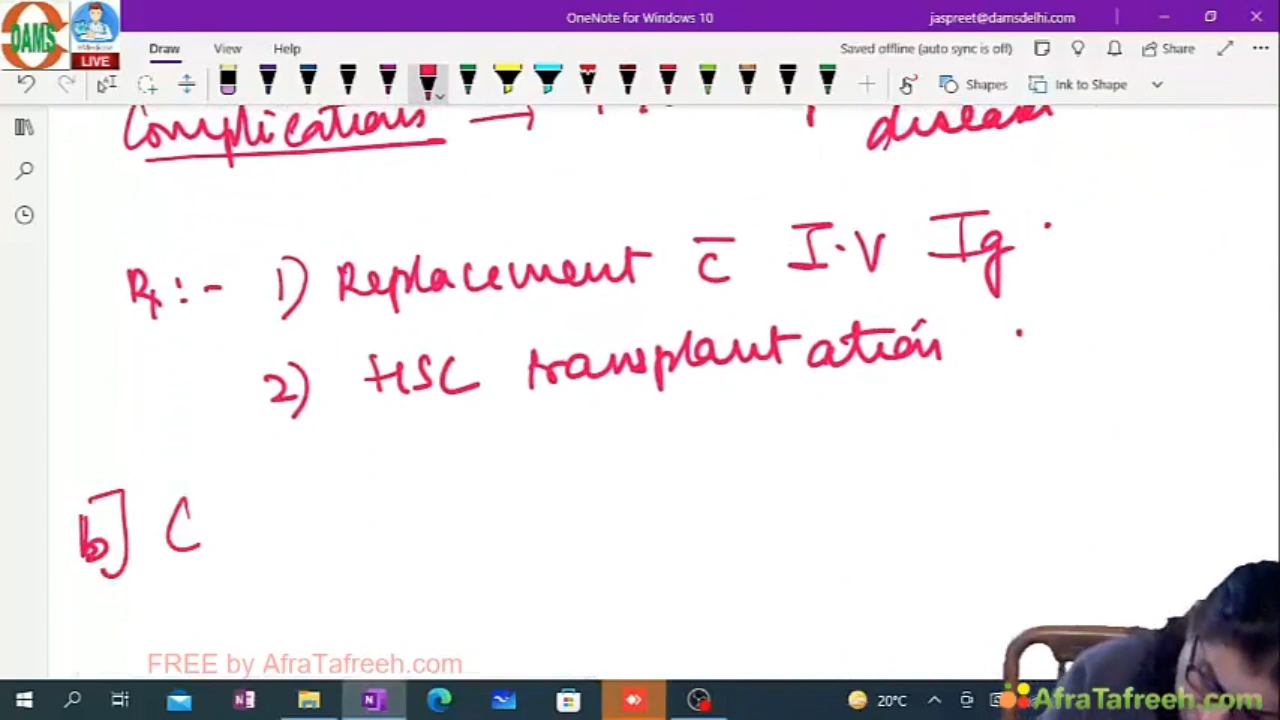 DAMS
eMedicoz
LIVE
OneNote for Windows 10
jaspreet@damsdelhi.com
Draw View Help
Saved offline (auto sync is off)
Share
Shapes
Ink to Shape
Complications →
disease
Rx :- 1) Replacement c̅ I.V Ig.
2) HSC transplantation.
b] C
FREE by AfraTafreeh.com
20°C
AfraTafreeh.com